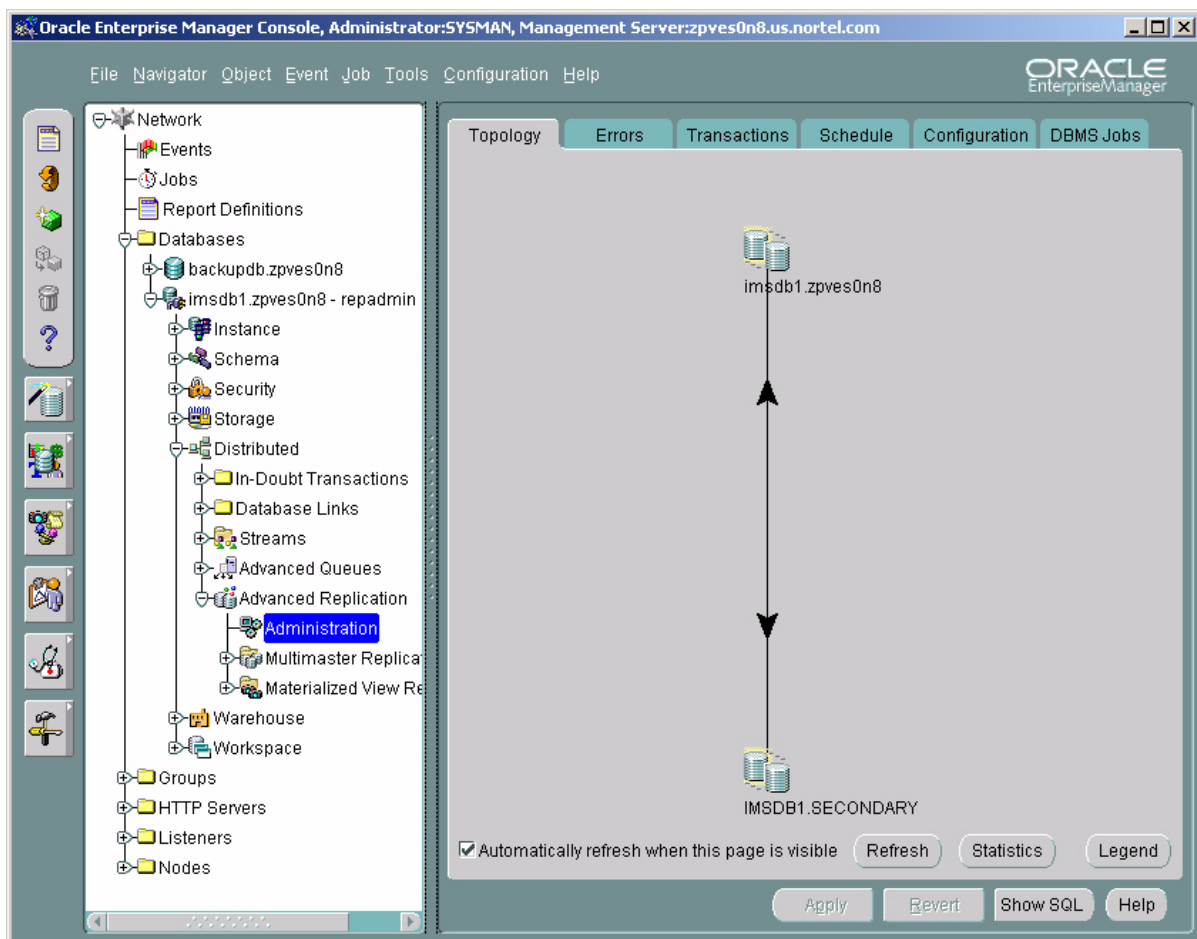 Oracle Enterprise Manager Console, Administrator:SYSMAN, Management Server:zpves0n8.us.nortel.com
File Navigator Object Event Job Tools Configuration Help
ORACLE
EnterpriseManager
Network
Events
Jobs
Report Definitions
Databases
backupdb.zpves0n8
imsdb1.zpves0n8 - repadmin
Instance
Schema
Security
Storage
Distributed
In-Doubt Transactions
Database Links
Streams
Advanced Queues
Advanced Replication
Administration
Multimaster Replica
Materialized View Re
Warehouse
Workspace
Groups
HTTP Servers
Listeners
Nodes
Topology Errors Transactions Schedule Configuration DBMS Jobs
imsdb1.zpves0n8
IMSDB1.SECONDARY
Automatically refresh when this page is visible Refresh Statistics Legend
Apply Revert Show SQL Help